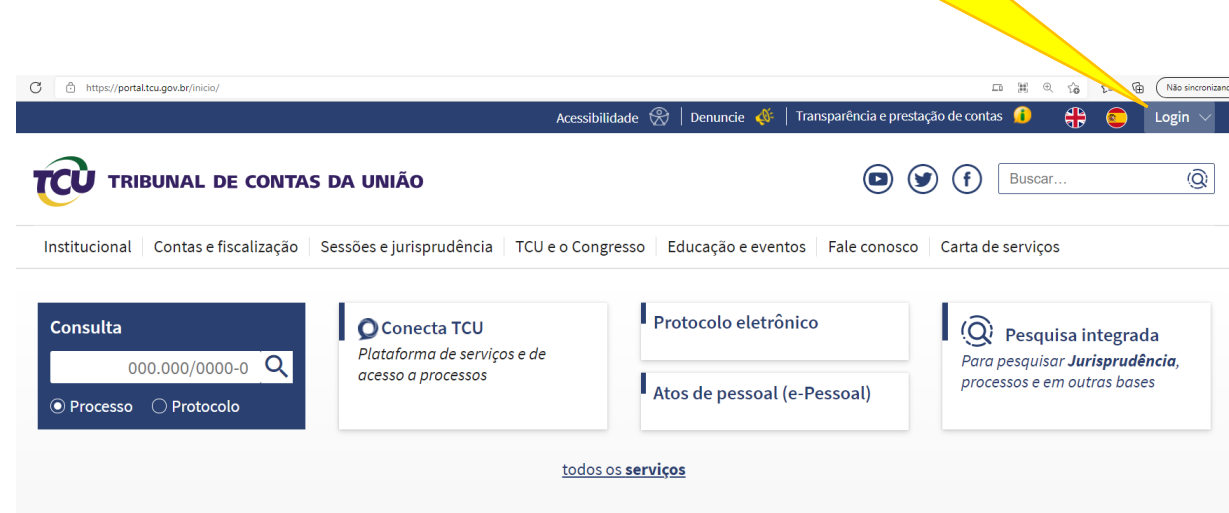 https://portal.tcu.gov.br/inicio/
Não sincronizand
Acessibilidade
Denuncie
Transparência e prestação de contas
Login
TCU TRIBUNAL DE CONTAS DA UNIÃO
Buscar...
Institucional
Contas e fiscalização
Sessões e jurisprudência
TCU e o Congresso
Educação e eventos
Fale conosco
Carta de serviços
Consulta
000.000/0000-0
Processo
Protocolo
Conecta TCU
Plataforma de serviços e de
acesso a processos
Protocolo eletrônico
Atos de pessoal (e-Pessoal)
Pesquisa integrada
Para pesquisar Jurisprudência,
processos e em outras bases
todos os serviços